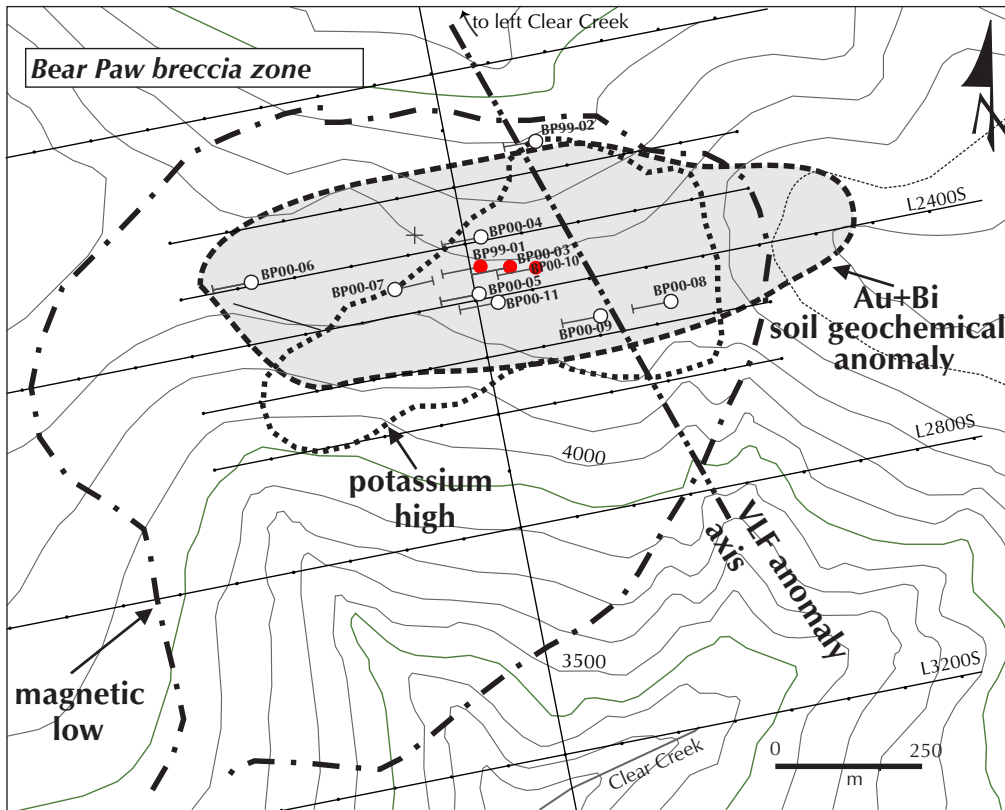 to left Clear Creek
Bear Paw breccia zone
N
BP99-02
L2400S
BP00-04
BP99-01
BP00-03
BP00-10
BP00-06
BP00-07
BP00-05
BP00-11
BP00-08
BP00-09
Au+Bi
soil geochemical
anomaly
L2800S
4000
potassium
high
VLF anomaly
axis
3500
L3200S
magnetic
low
Clear Creek
0 250
m